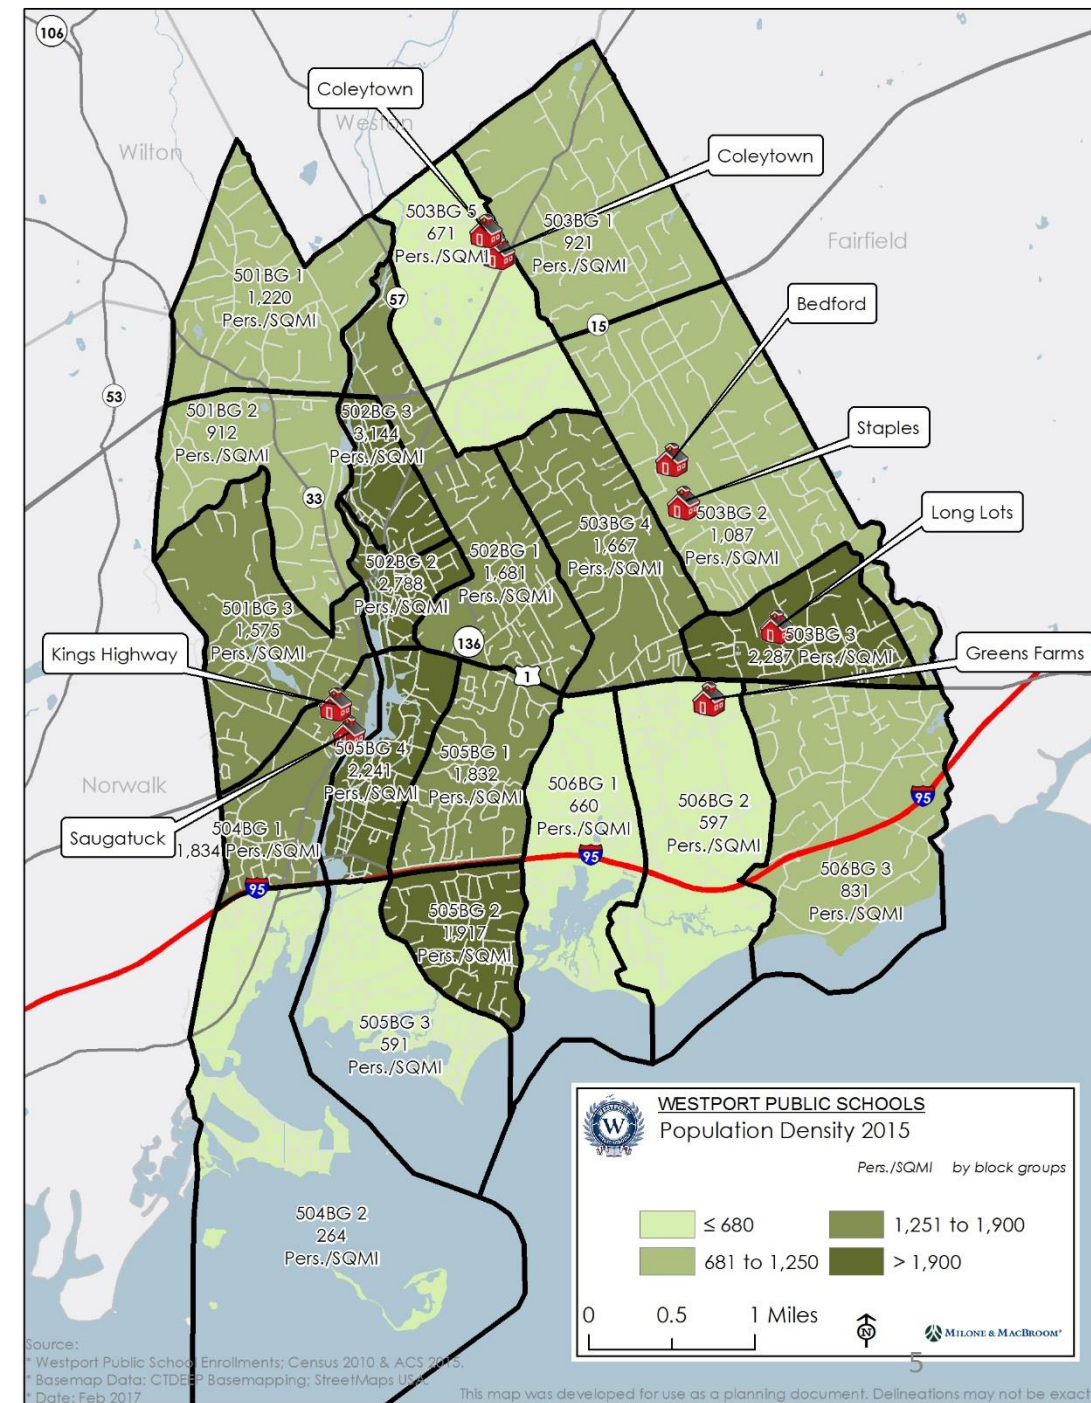 106
Coleytown
Weston
Wilton
Coleytown
503BG 5
671
Pers./SQMI
503BG 1
921
Pers./SQMI
Fairfield
501BG 1
1,220
Pers./SQMI
57
Bedford
15
53
501BG 2
912
Pers./SQMI
502BG 3
3,144
Pers./SQMI
Staples
33
503BG 2
1,087
Pers./SQMI
503BG 4
1,667
Pers./SQMI
Long Lots
502BG 2
2,788
Pers./SQMI
502BG 1
1,681
Pers./SQMI
501BG 3
1,575
Pers./SQMI
503BG 3
2,287 Pers./SQMI
Kings Highway
136
1
Greens Farms
505BG 4
2,241
Pers./SQMI
505BG 1
1,832
Pers./SQMI
Norwalk
506BG 1
660
Pers./SQMI
506BG 2
597
Pers./SQMI
95
Saugatuck
504BG 1
1,834 Pers./SQMI
95
95
506BG 3
831
Pers./SQMI
505BG 2
1,917
Pers./SQMI
505BG 3
591
Pers./SQMI
504BG 2
264
Pers./SQMI
WESTPORT PUBLIC SCHOOLS
Population Density 2015
W
Pers./SQMI by block groups
≤ 680
1,251 to 1,900
681 to 1,250
> 1,900
0 0.5 1 Miles
N
MILONE & MACBROOM®
5
Source:
* Westport Public School Enrollments; Census 2010 & ACS 2015.
* Basemap Data: CTDEEP Basemapping; StreetMaps USA.
* Date: Feb 2017
This map was developed for use as a planning document. Delineations may not be exact